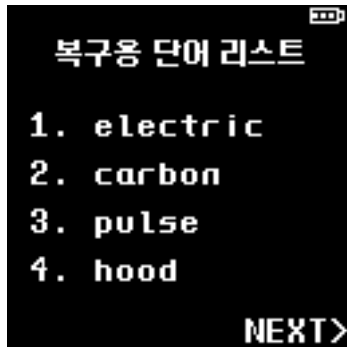 복구용 단어 리스트
1. electric
2. carbon
3. pulse
4. hood
NEXT>